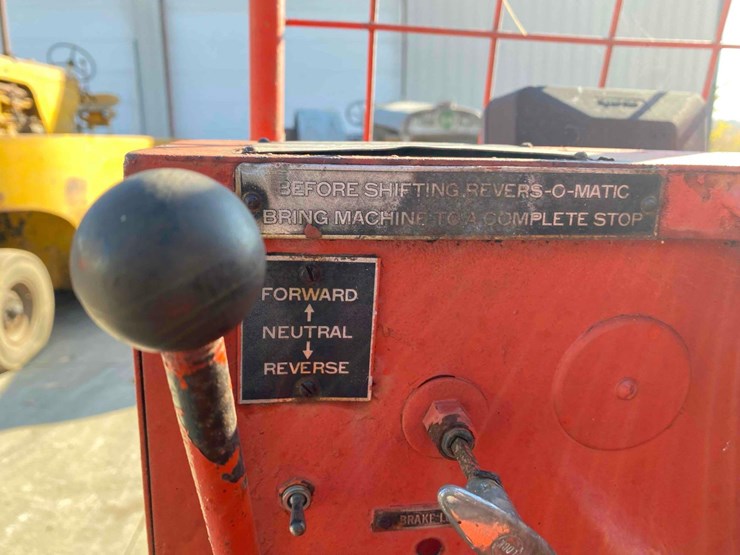 BEFORE SHIFTING REVERS-O-MATIC
BRING MACHINE TO A COMPLETE STOP
FORWARD
NEUTRAL
REVERSE